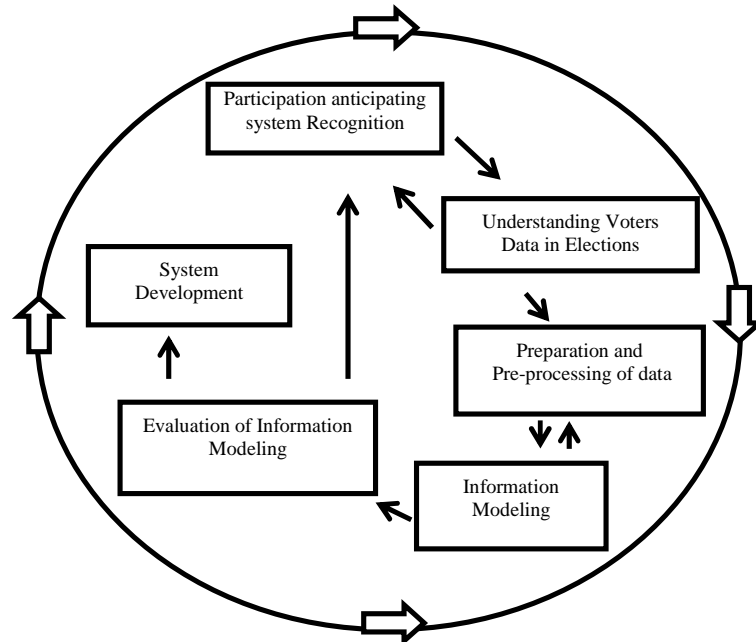 Participation anticipating
system Recognition
Understanding Voters
Data in Elections
System
Development
Preparation and
Pre-processing of data
Evaluation of Information
Modeling
Information
Modeling